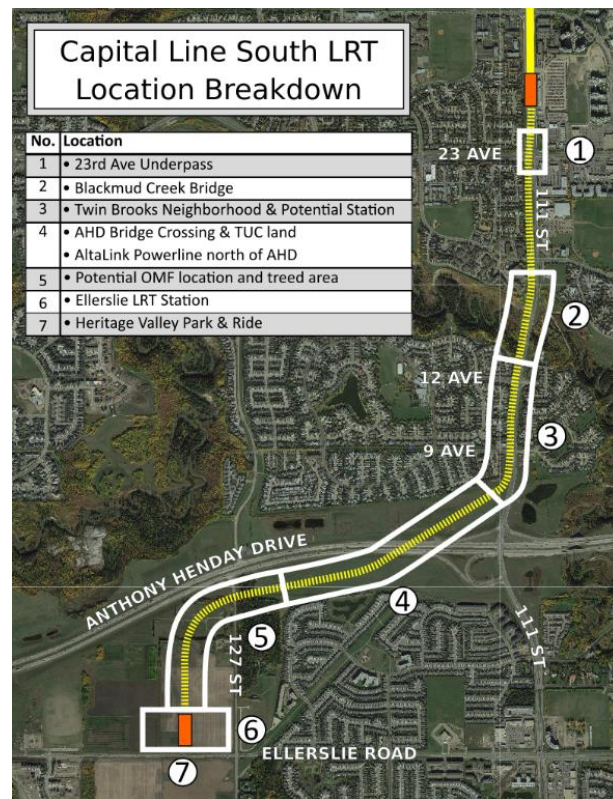 Capital Line South LRT
Location Breakdown
No. Location
1 • 23rd Ave Underpass
2 • Blackmud Creek Bridge
3 • Twin Brooks Neighborhood & Potential Station
4 • AHD Bridge Crossing & TUC land
• AltaLink Powerline north of AHD
5 • Potential OMF location and treed area
6 • Ellerslie LRT Station
7 • Heritage Valley Park & Ride
23 AVE
1
111 ST
2
12 AVE
3
9 AVE
ANTHONY HENDAY DRIVE
4
111 ST
5
127 ST
6
ELLERSLIE ROAD
7